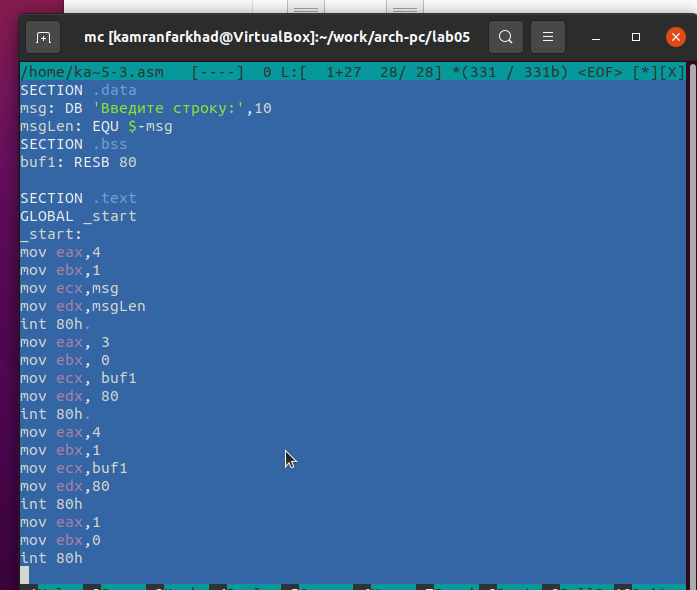 mc [kamranfarkhad@VirtualBox]:~/work/arch-pc/lab05
/home/ka~5-3.asm   [----]  0 L:[  1+27  28/ 28] *(331 / 331b) <EOF> [*][X]
SECTION .data
msg: DB 'Введите строку:',10
msgLen: EQU $-msg
SECTION .bss
buf1: RESB 80
SECTION .text
GLOBAL _start
_start:
mov eax,4
mov ebx,1
mov ecx,msg
mov edx,msgLen
int 80h.
mov eax, 3
mov ebx, 0
mov ecx, buf1
mov edx, 80
int 80h.
mov eax,4
mov ebx,1
mov ecx,buf1
mov edx,80
int 80h
mov eax,1
mov ebx,0
int 80h